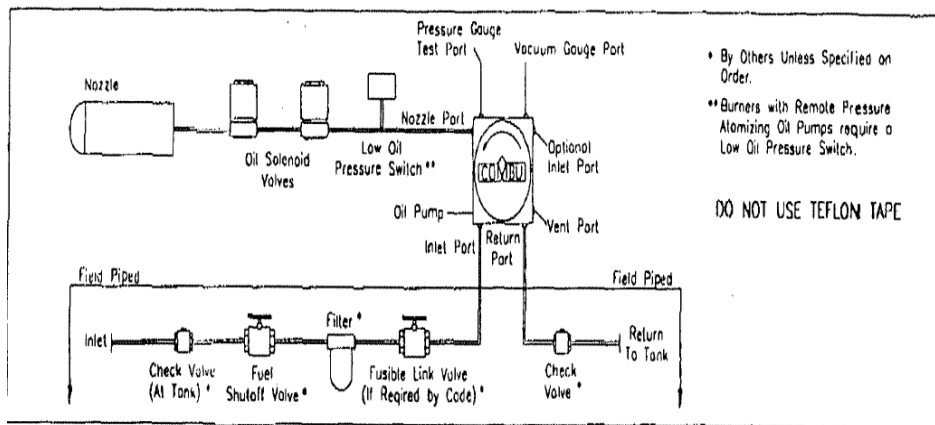 Pressure Gauge
Test Port
Vacuum Gauge Port
* By Others Unless Specified on
Order.
** Burners with Remote Pressure
Atomizing Oil Pumps require a
Low Oil Pressure Switch.
DO NOT USE TEFLON TAPE
Nozzle
Nozzle Port
Oil Solenoid
Valves
Low Oil
Pressure Switch **
Optional
Inlet Port
Oil Pump
Inlet Port
Return
Port
Vent Port
Field Piped
Field Piped
Inlet
Check Valve
(At Tank) *
Fuel
Shutoff Valve *
Filter *
Fusible Link Valve
(If Reqired by Code) *
Check
Valve *
Return
To Tank